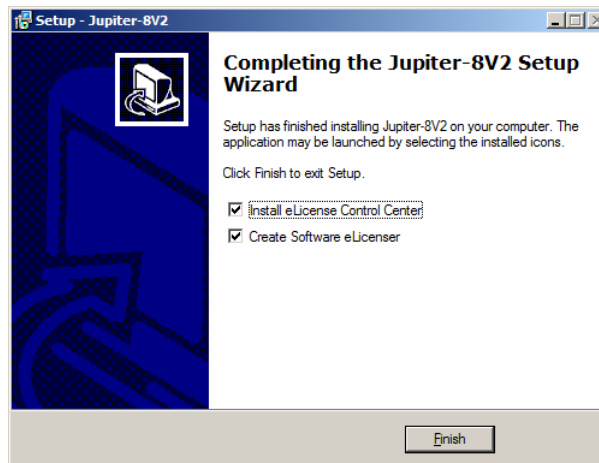 Setup - Jupiter-8V2
Completing the Jupiter-8V2 Setup
Wizard
Setup has finished installing Jupiter-8V2 on your computer. The
application may be launched by selecting the installed icons.
Click Finish to exit Setup.
Install eLicense Control Center
Create Software eLicenser
Finish